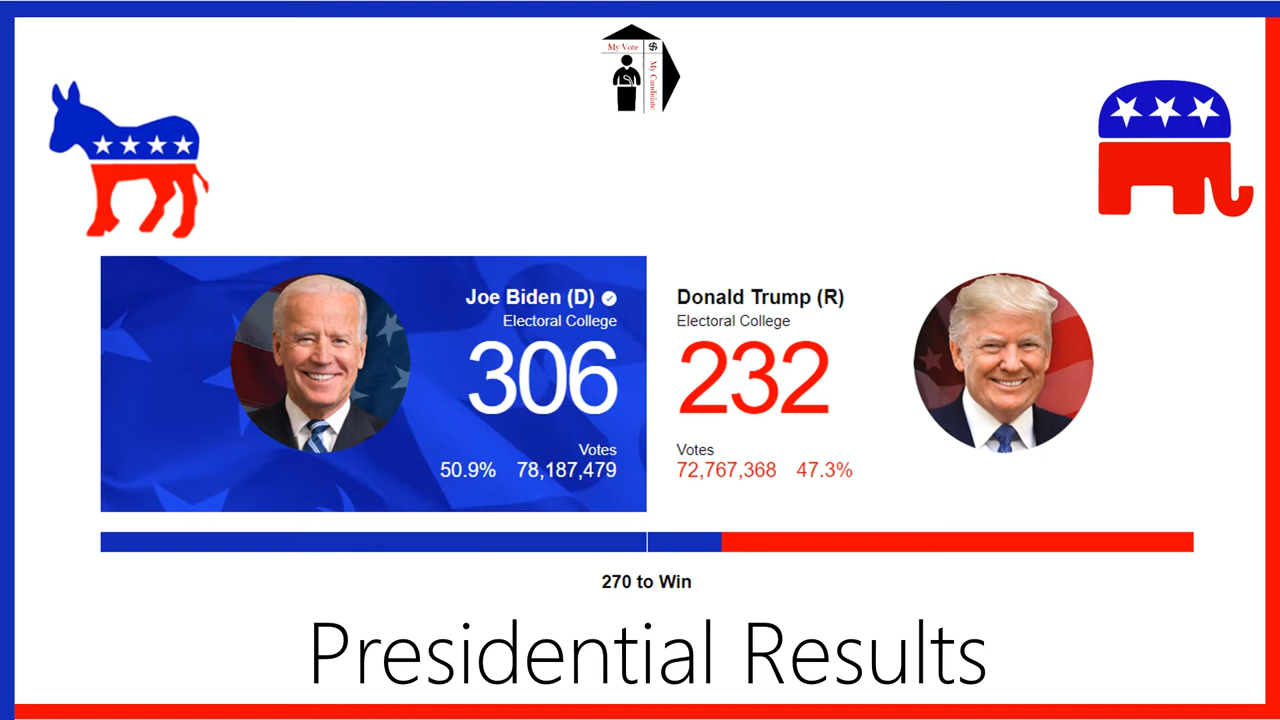 My Vote
My Candidate
Joe Biden (D)
Electoral College
306
Votes
50.9% 78,187,479
Donald Trump (R)
Electoral College
232
Votes
72,767,368 47.3%
270 to Win
Presidential Results